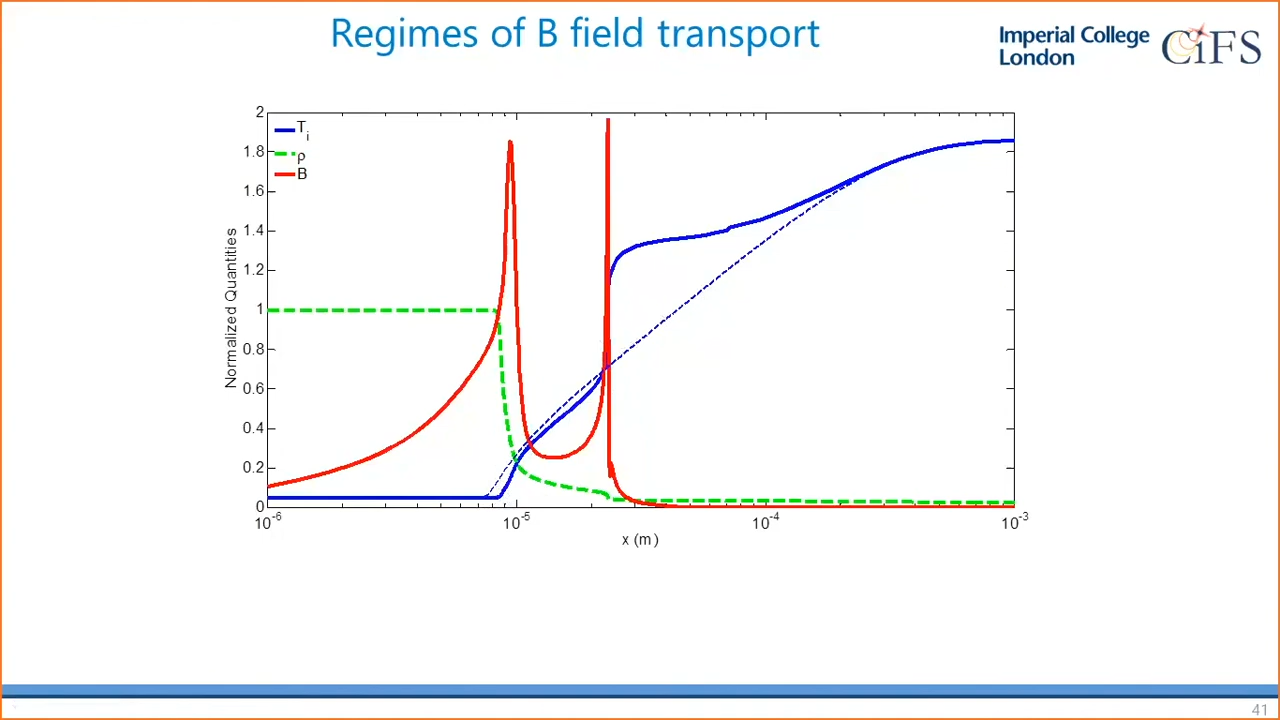 Regimes of B field transport
Imperial College
London
CiFS
Normalized Quantities
2
1.8
1.6
1.4
1.2
1
0.8
0.6
0.4
0.2
0
T_i
ρ
B
10^-6
10^-5
10^-4
10^-3
x (m)
41